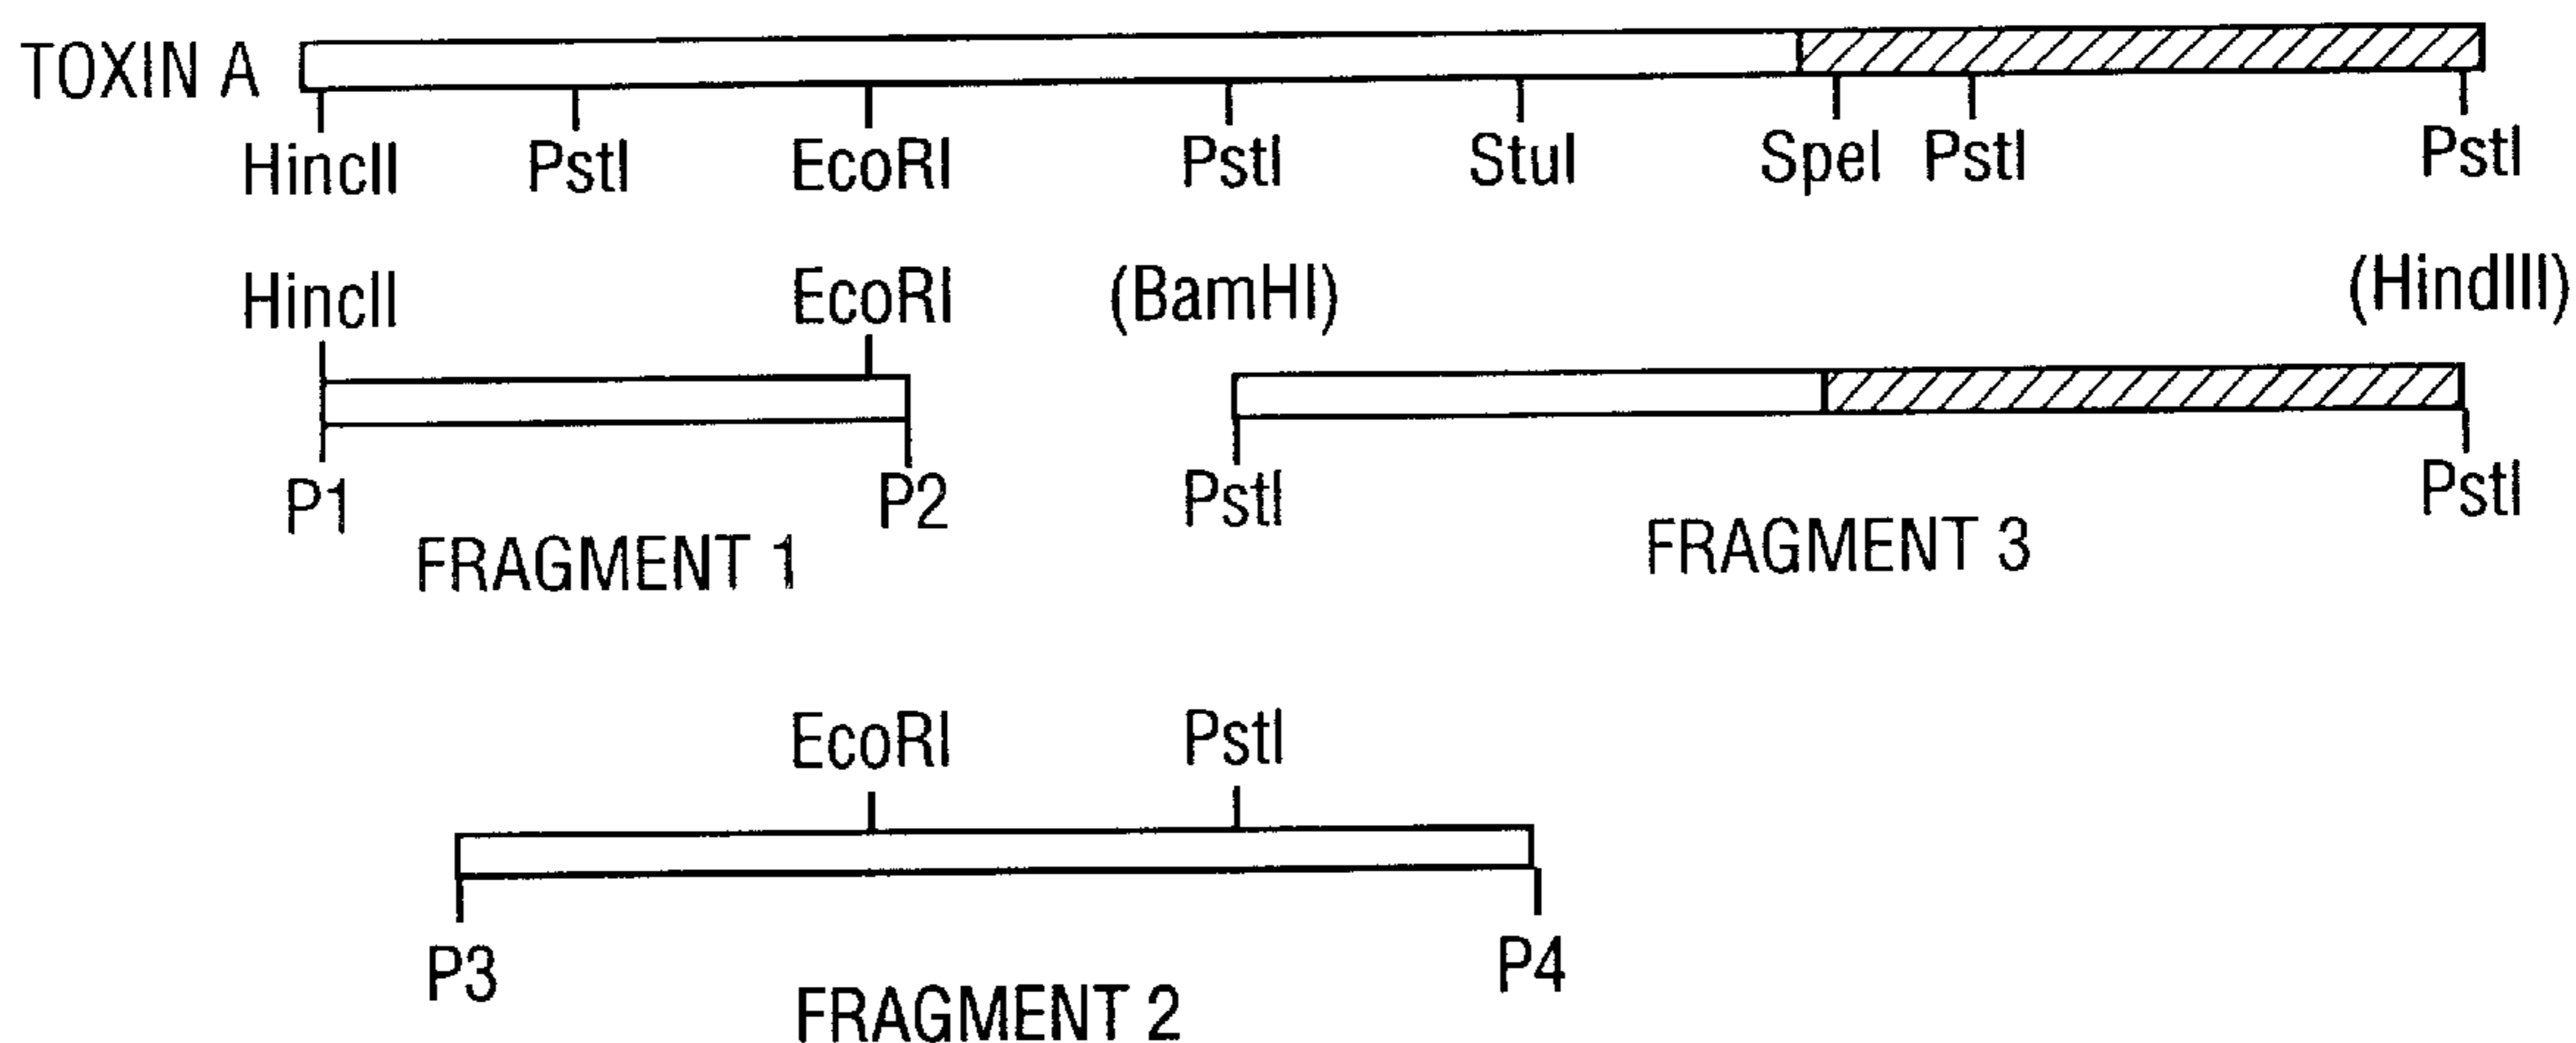 TOXIN A
HincII PstI EcoRI PstI StuI SpeI PstI PstI
HincII EcoRI (BamHI) (HindIII)
P1 P2 PstI PstI
FRAGMENT 1 FRAGMENT 3
EcoRI PstI
P3 P4
FRAGMENT 2